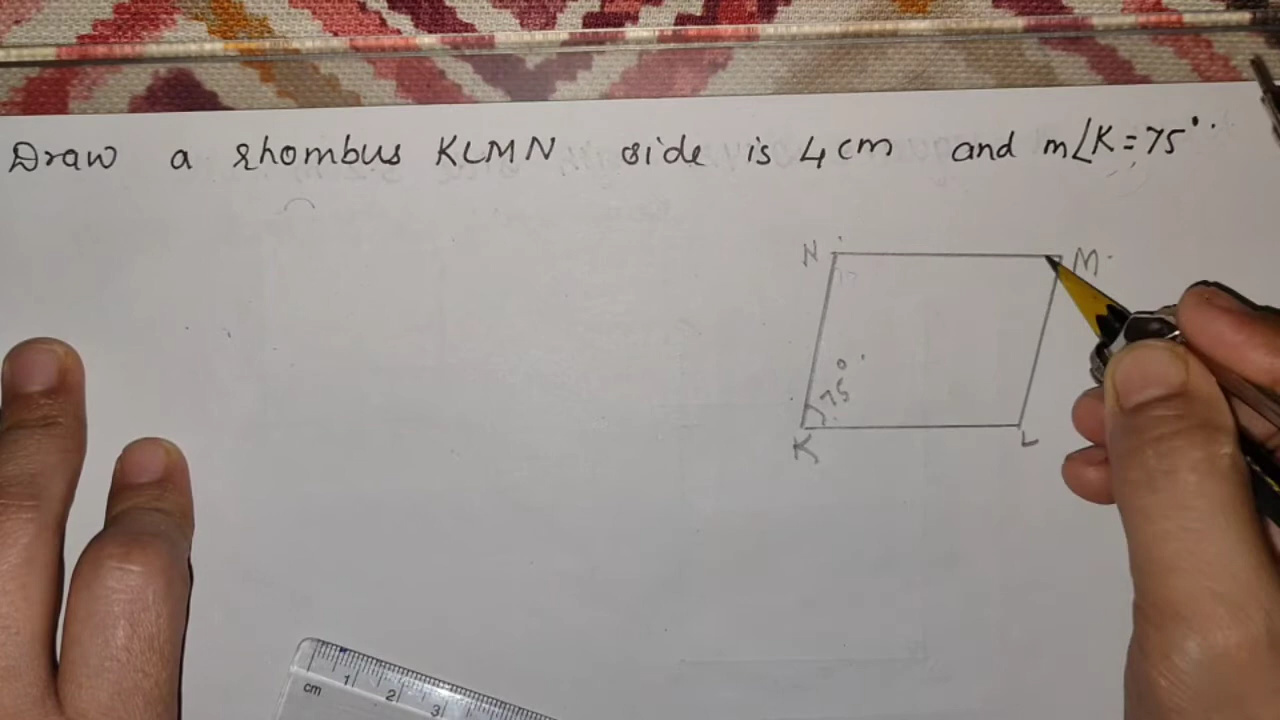 Draw a rhombus KLMN side is 4 cm and m∠K = 75°.
N M
75°
K L
cm 1 2 3